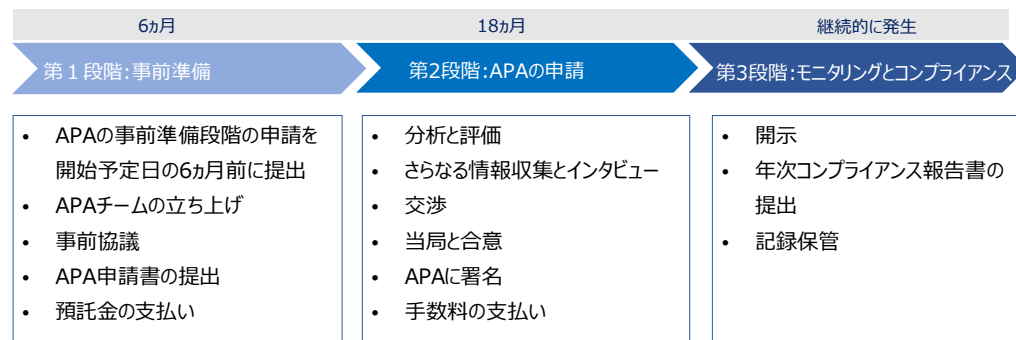 6ヵ月
18ヵ月
継続的に発生
第１段階：事前準備
第2段階：APAの申請
第3段階：モニタリングとコンプライアンス
• APAの事前準備段階の申請を
開始予定日の6ヵ月前に提出
• APAチームの立ち上げ
• 事前協議
• APA申請書の提出
• 預託金の支払い
• 分析と評価
• さらなる情報収集とインタビュー
• 交渉
• 当局と合意
• APAに署名
• 手数料の支払い
• 開示
• 年次コンプライアンス報告書の
提出
• 記録保管